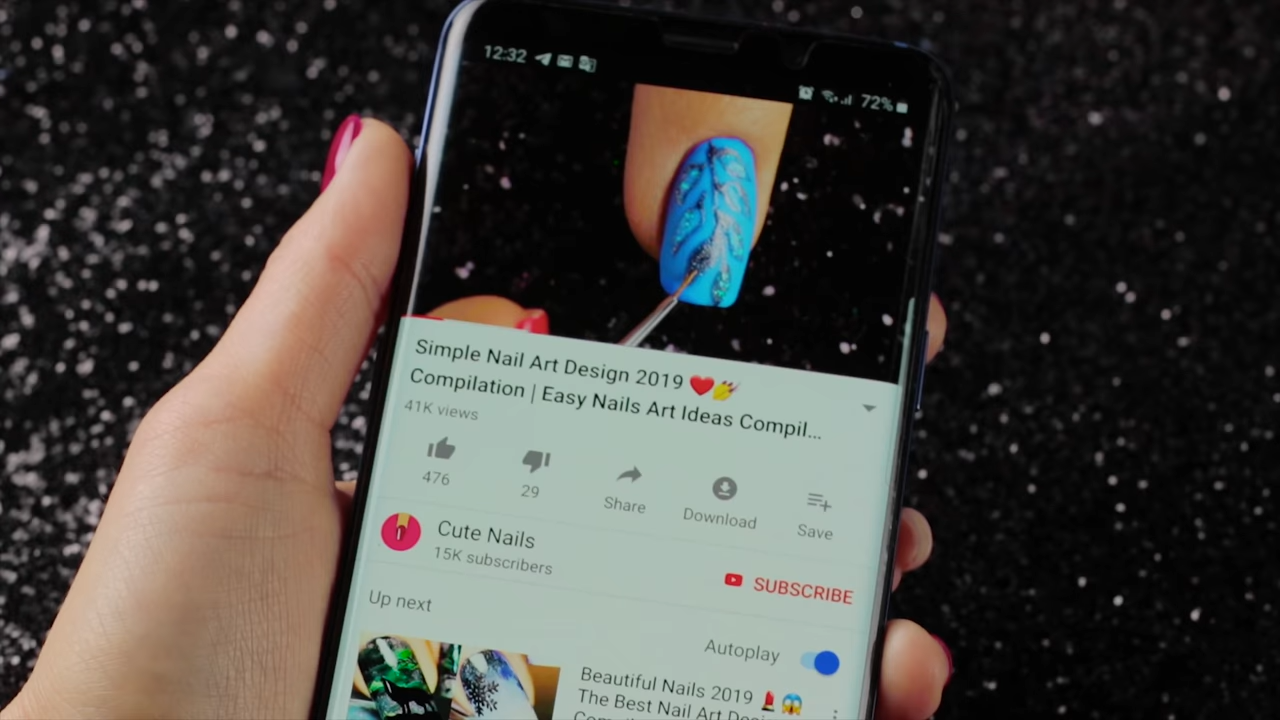 12:32
72%
Simple Nail Art Design 2019 ❤️💅
Compilation | Easy Nails Art Ideas Compil...
41K views
476
29
Share
Download
Save
Cute Nails
15K subscribers
SUBSCRIBE
Up next
Autoplay
Beautiful Nails 2019 💄😱
The Best Nail Art Desi